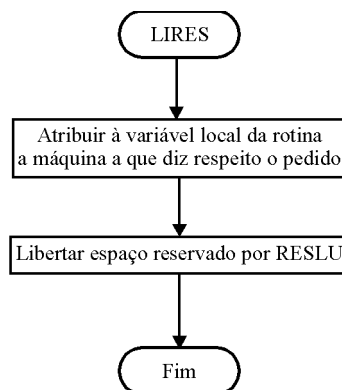 LIRES
Atribuir à variável local da rotina
a máquina a que diz respeito o pedido
Libertar espaço reservado por RESLU
Fim